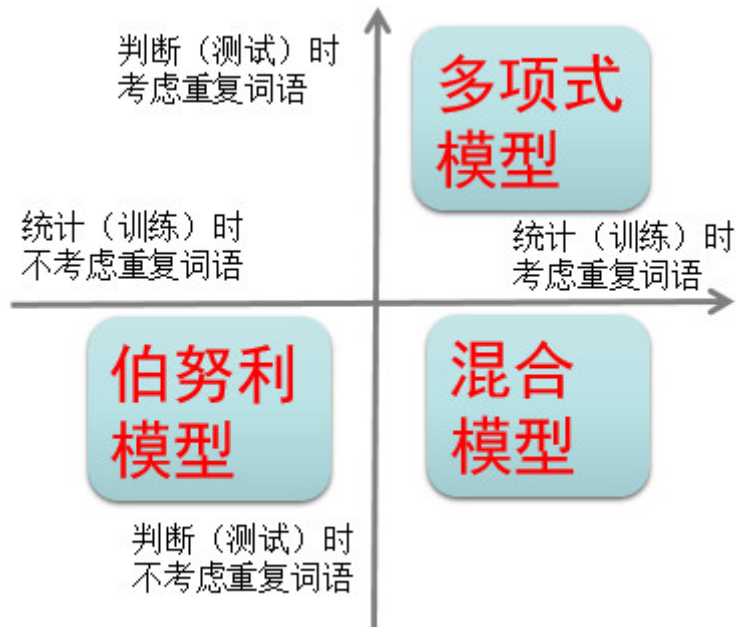 判断（测试）时
考虑重复词语
多项式
模型
统计（训练）时
不考虑重复词语
统计（训练）时
考虑重复词语
伯努利
模型
混合
模型
判断（测试）时
不考虑重复词语